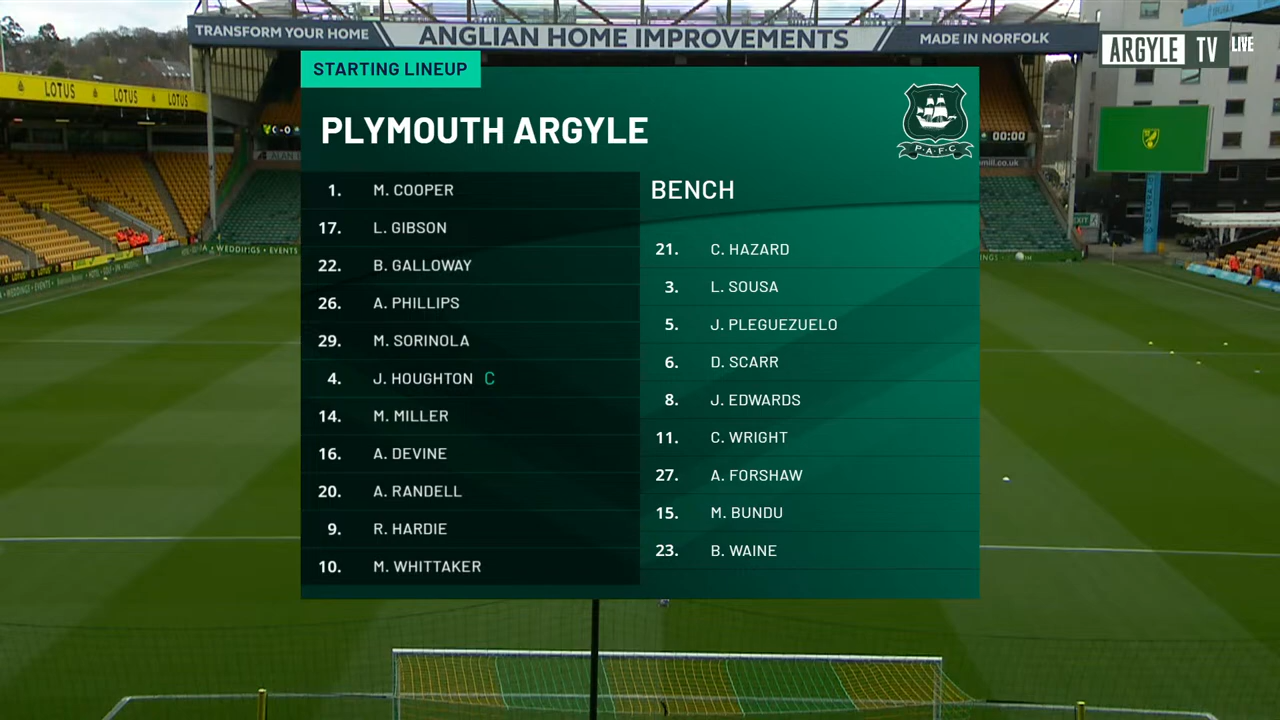 TRANSFORM YOUR HOME
ANGLIAN HOME IMPROVEMENTS
MADE IN NORFOLK
ARGYLE TV LIVE
LOTUS LOTUS LOTUS
STARTING LINEUP
PLYMOUTH ARGYLE
P.A.F.C
00:00
1. M. COOPER
17. L. GIBSON
22. B. GALLOWAY
26. A. PHILLIPS
29. M. SORINOLA
4. J. HOUGHTON C
14. M. MILLER
16. A. DEVINE
20. A. RANDELL
9. R. HARDIE
10. M. WHITTAKER
BENCH
21. C. HAZARD
3. L. SOUSA
5. J. PLEGUEZUELO
6. D. SCARR
8. J. EDWARDS
11. C. WRIGHT
27. A. FORSHAW
15. M. BUNDU
23. B. WAINE
WEDDINGS • EVENTS